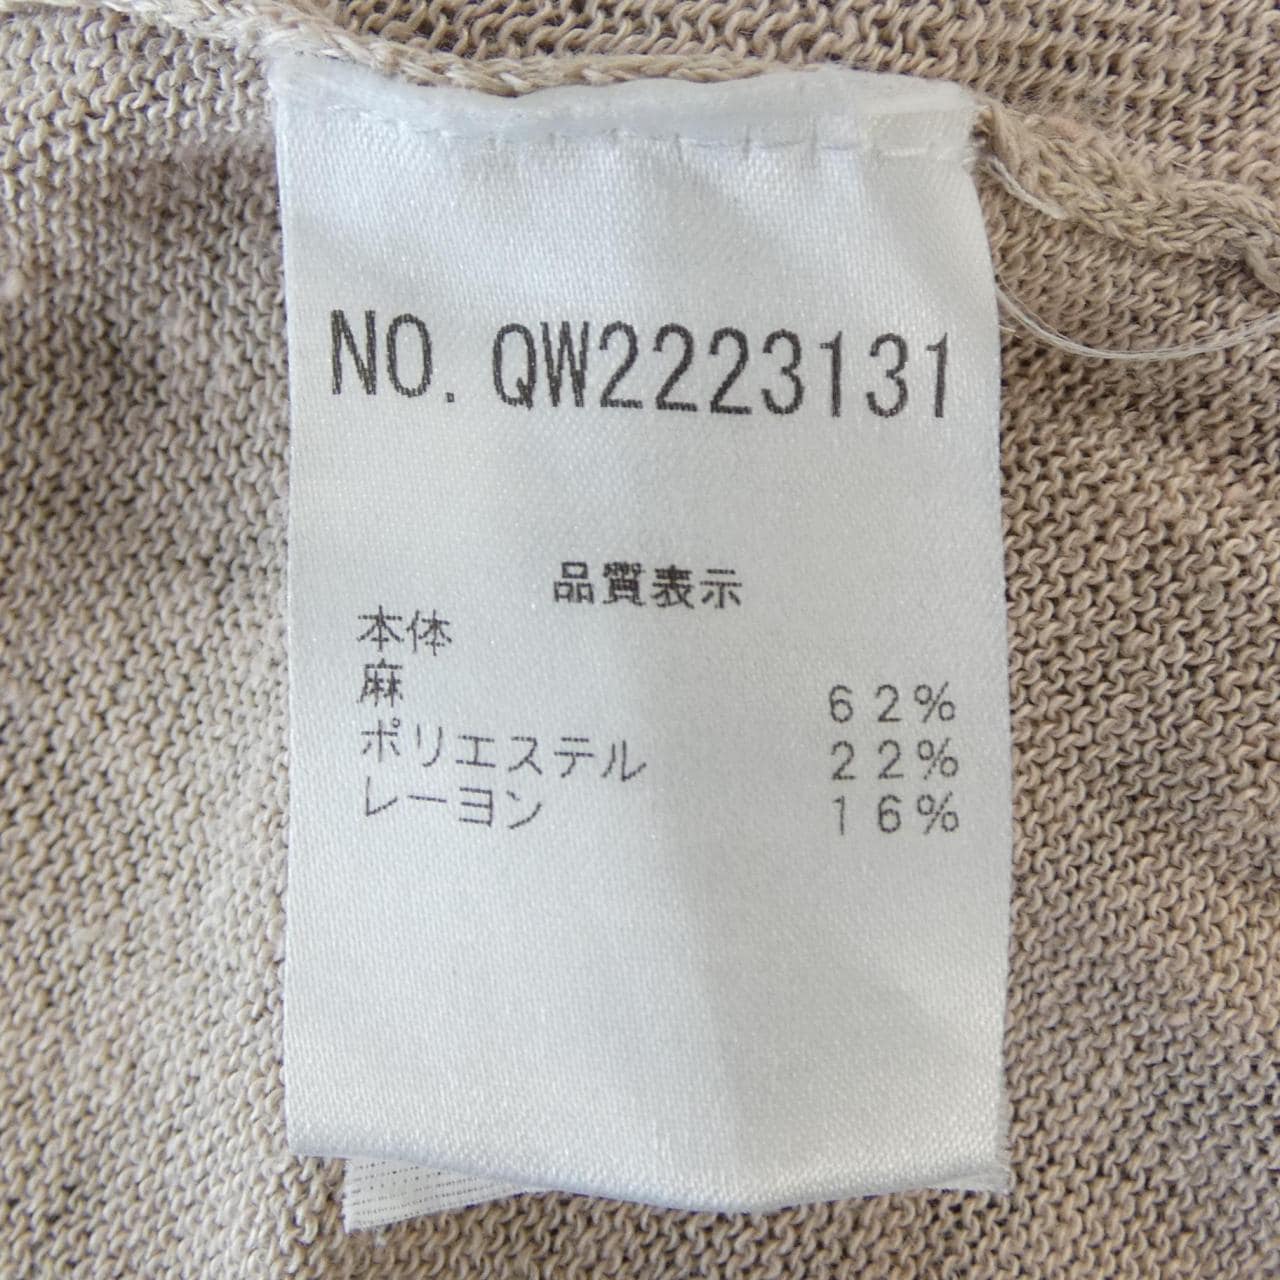 NO. QW2223131
品質表示
本体
麻 62%
ポリエステル 22%
レーヨン 16%